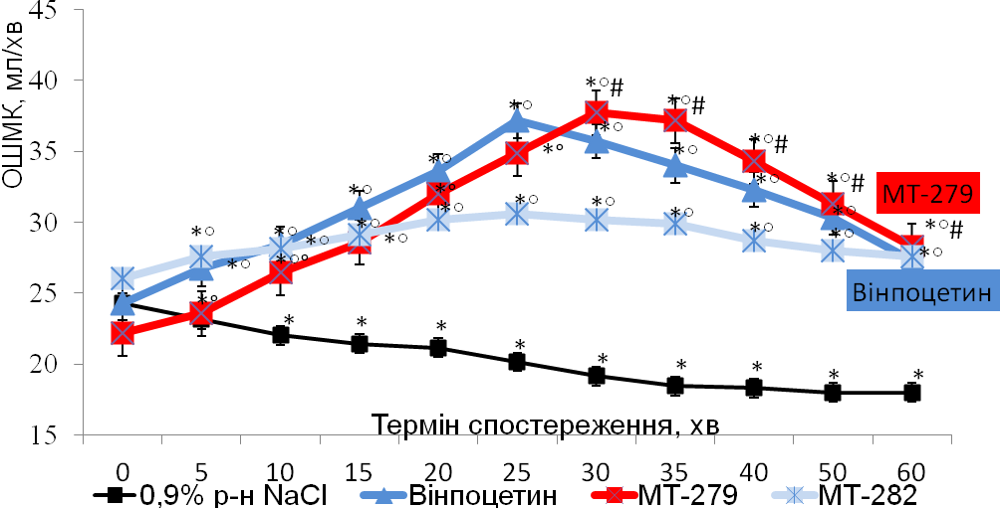 ОШМК, мл/хв
45
40
35
30
25
20
15
*○# *○#
*○ *○ *○#
*° *○ *○#
*○ *○ *○
*○ *° *○ МТ-279
*○ *○ *○ *○ *○ *○ *○#
*○ *○ *○ *○ *○ *○ *○
*○ *○° *○
*° Вінпоцетин
* * * * * * * * *
Термін спостереження, хв
0 5 10 15 20 25 30 35 40 50 60
0,9% р-н NaCl Вінпоцетин МТ-279 МТ-282